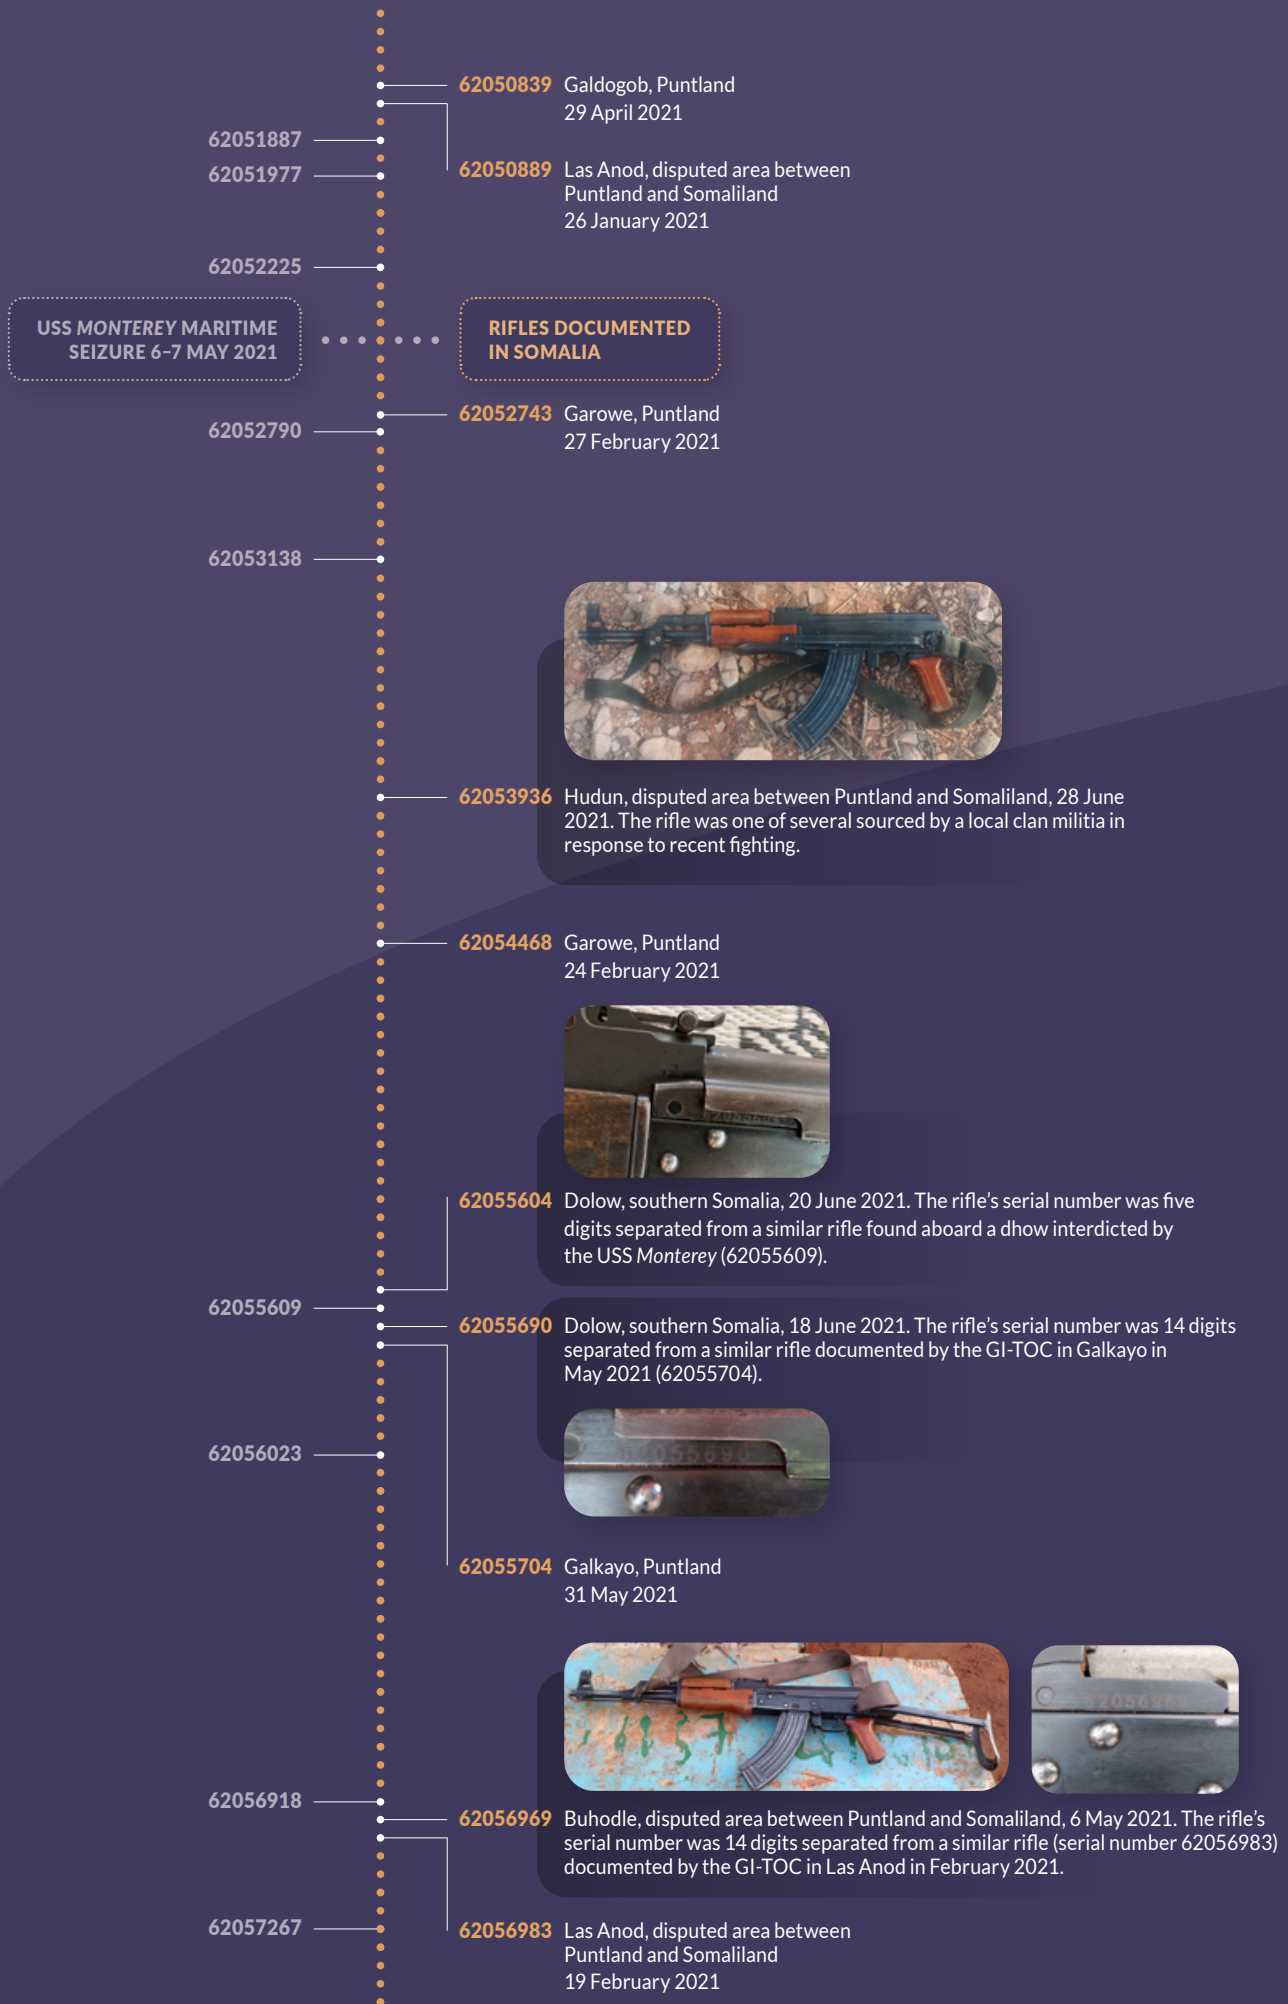 62050839 Galdogob, Puntland
29 April 2021
62051887
62050889 Las Anod, disputed area between
62051977
Puntland and Somaliland
26 January 2021
62052225
USS MONTEREY MARITIME
SEIZURE 6–7 MAY 2021
RIFLES DOCUMENTED
IN SOMALIA
62052743 Garowe, Puntland
27 February 2021
62052790
62053138
62053936 Hudun, disputed area between Puntland and Somaliland, 28 June
2021. The rifle was one of several sourced by a local clan militia in
response to recent fighting.
62054468 Garowe, Puntland
24 February 2021
62055604 Dolow, southern Somalia, 20 June 2021. The rifle’s serial number was five
digits separated from a similar rifle found aboard a dhow interdicted by
the USS Monterey (62055609).
62055609
62055690 Dolow, southern Somalia, 18 June 2021. The rifle’s serial number was 14 digits
separated from a similar rifle documented by the GI-TOC in Galkayo in
May 2021 (62055704).
62055690
62056023
62055704 Galkayo, Puntland
31 May 2021
62056969
62056918
62056969 Buhodle, disputed area between Puntland and Somaliland, 6 May 2021. The rifle’s
serial number was 14 digits separated from a similar rifle (serial number 62056983)
documented by the GI-TOC in Las Anod in February 2021.
62057267
62056983 Las Anod, disputed area between
Puntland and Somaliland
19 February 2021